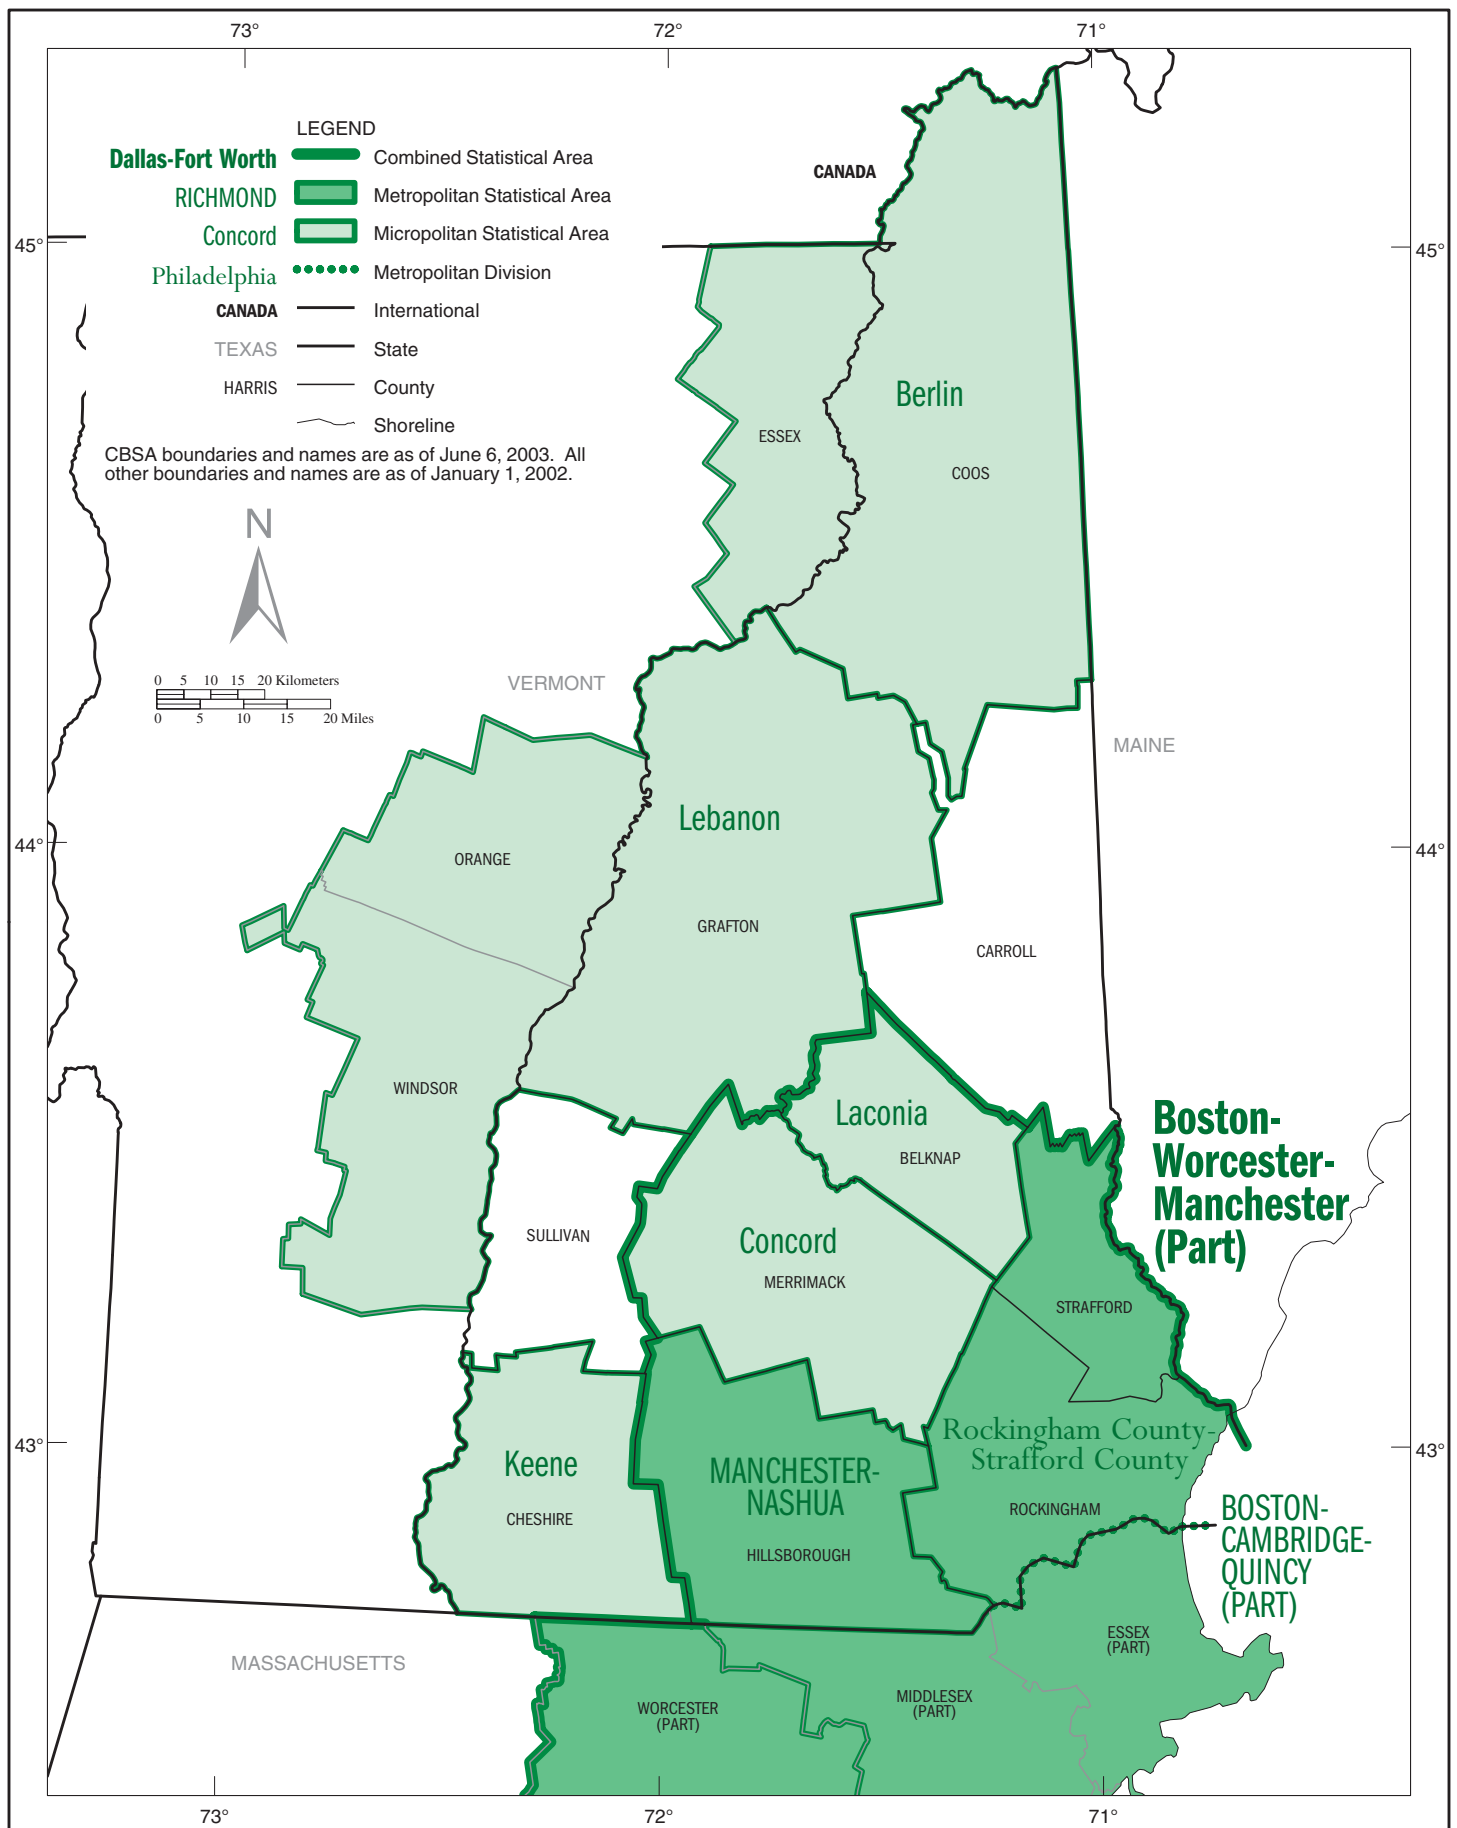 73°
72°
71°
LEGEND
Dallas-Fort Worth
Combined Statistical Area
RICHMOND
Metropolitan Statistical Area
Concord
Micropolitan Statistical Area
Philadelphia
Metropolitan Division
CANADA
International
TEXAS
State
HARRIS
County
Shoreline
CBSA boundaries and names are as of June 6, 2003. All
other boundaries and names are as of January 1, 2002.
N
0 5 10 15 20 Kilometers
0 5 10 15 20 Miles
CANADA
45°
45°
Berlin
ESSEX
COOS
VERMONT
MAINE
Lebanon
44°
44°
ORANGE
GRAFTON
CARROLL
WINDSOR
Laconia
BELKNAP
Boston-
Worcester-
Manchester
(Part)
SULLIVAN
Concord
MERRIMACK
STRAFFORD
43°
43°
Rockingham County-
Strafford County
Keene
CHESHIRE
MANCHESTER-
NASHUA
HILLSBOROUGH
ROCKINGHAM
BOSTON-
CAMBRIDGE-
QUINCY
(PART)
ESSEX
(PART)
MASSACHUSETTS
WORCESTER
(PART)
MIDDLESEX
(PART)
73°
72°
71°